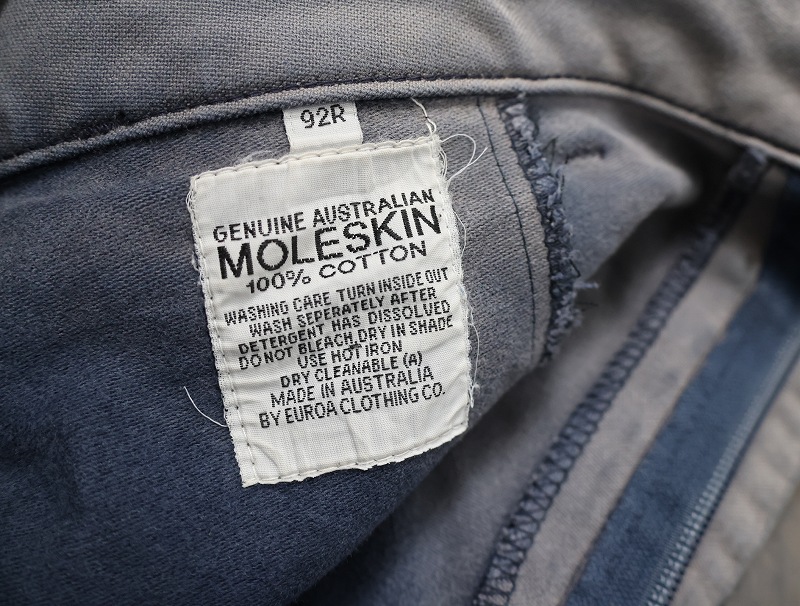 92R
GENUINE AUSTRALIAN
MOLESKIN
100% COTTON
WASHING CARE TURN INSIDE OUT
WASH SEPERATELY AFTER
DETERGENT HAS DISSOLVED
DO NOT BLEACH, DRY IN SHADE
USE HOT IRON
DRY CLEANABLE (A)
MADE IN AUSTRALIA
BY EUROA CLOTHING CO.